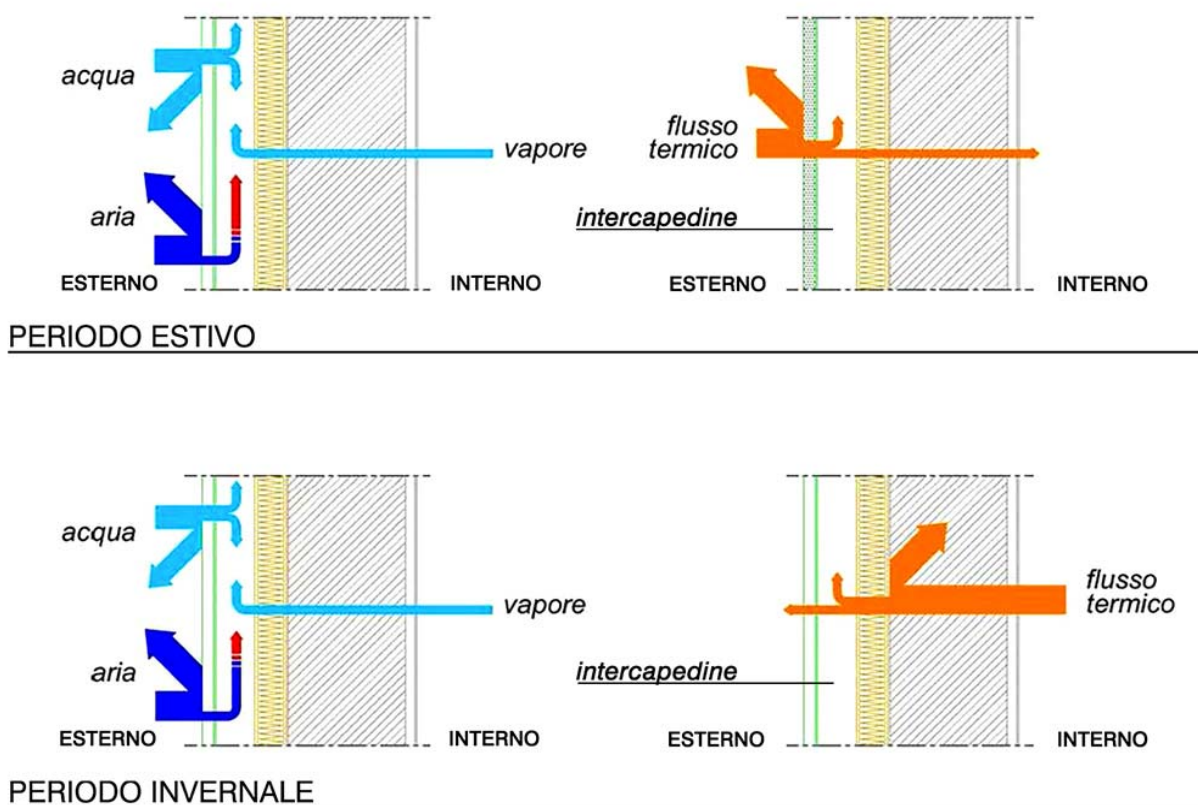 acqua
vapore
aria
ESTERNO
INTERNO
flusso
termico
intercapedine
ESTERNO
INTERNO
PERIODO ESTIVO
acqua
vapore
aria
ESTERNO
INTERNO
flusso
termico
intercapedine
ESTERNO
INTERNO
PERIODO INVERNALE